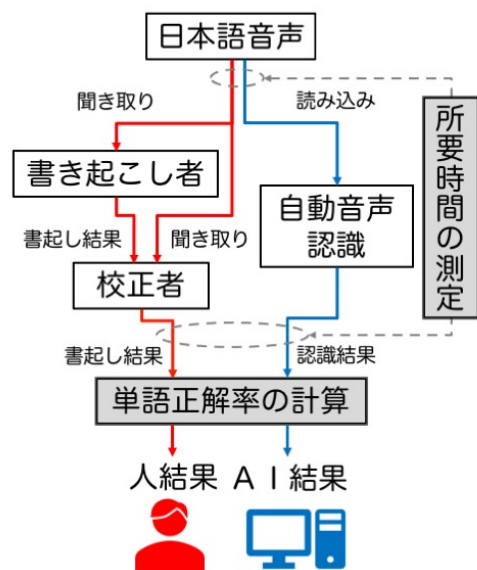 日本語音声
聞き取り
読み込み
所要時間の測定
書き起こし者
自動音声
認識
書起し結果
聞き取り
校正者
書起し結果
認識結果
単語正解率の計算
人結果
ＡＩ結果